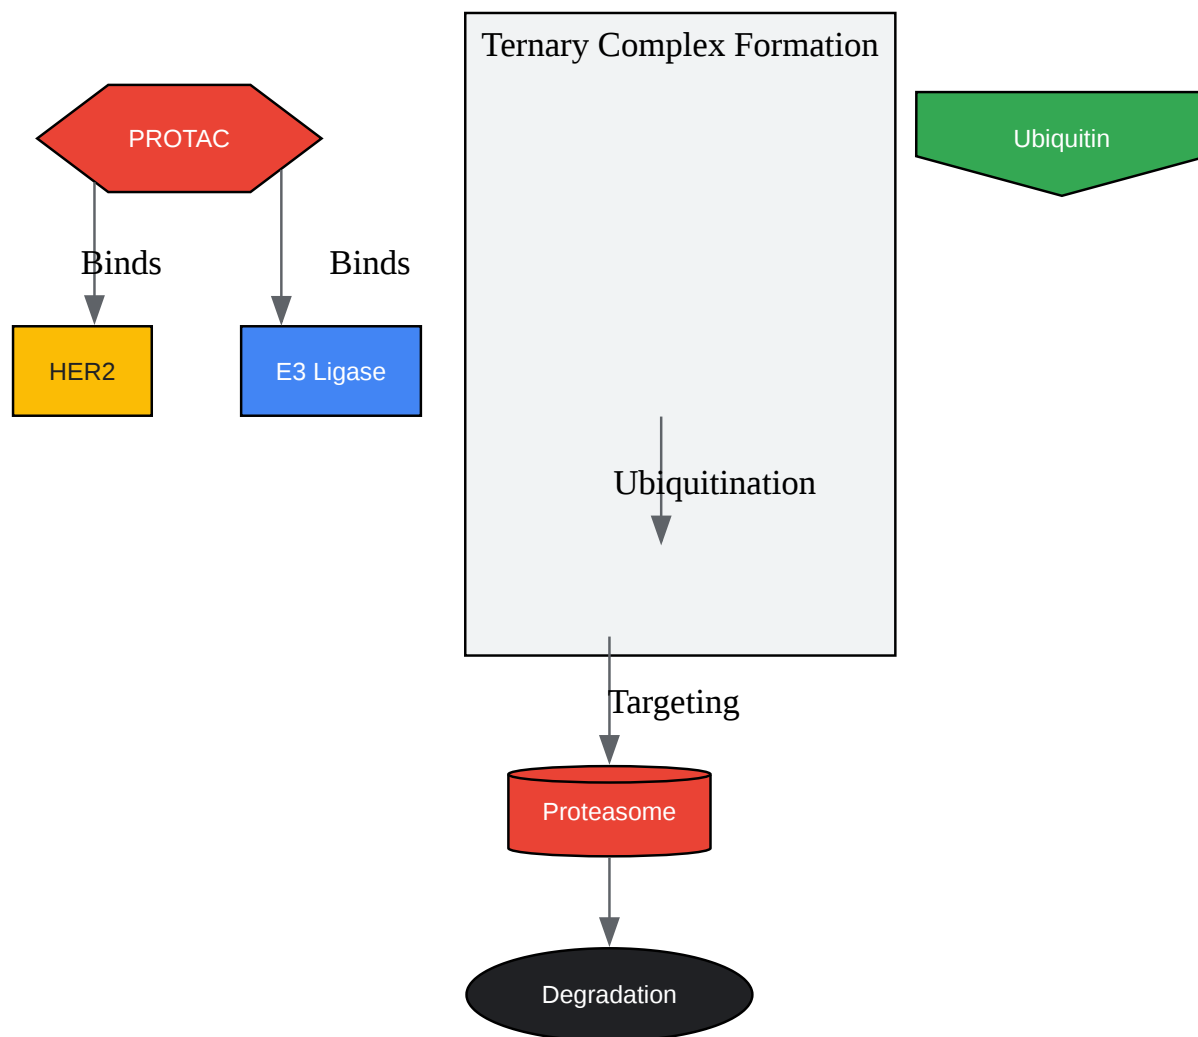 Ternary Complex Formation
PROTAC
Ubiquitin
Binds
Binds
HER2
E3 Ligase
Ubiquitination
Targeting
Proteasome
Degradation